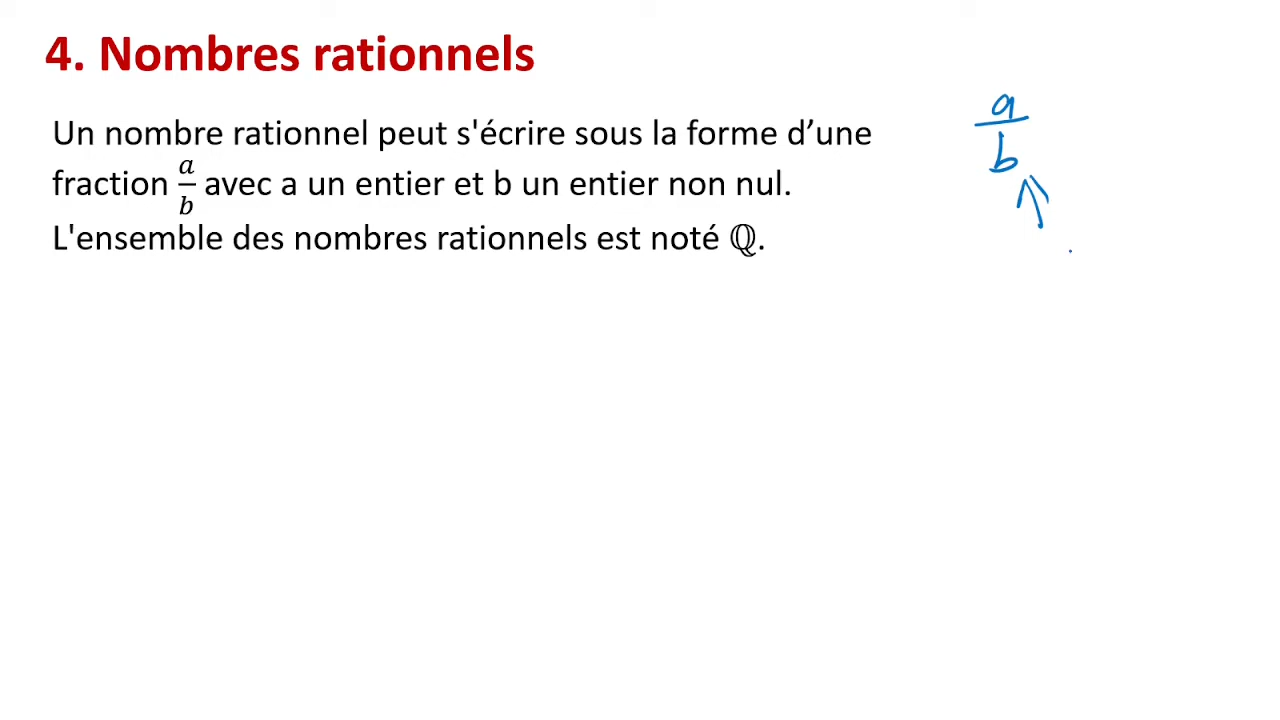 4. Nombres rationnels
Un nombre rationnel peut s'écrire sous la forme d’une
fraction a/b avec a un entier et b un entier non nul.
L'ensemble des nombres rationnels est noté ℚ.
a
b